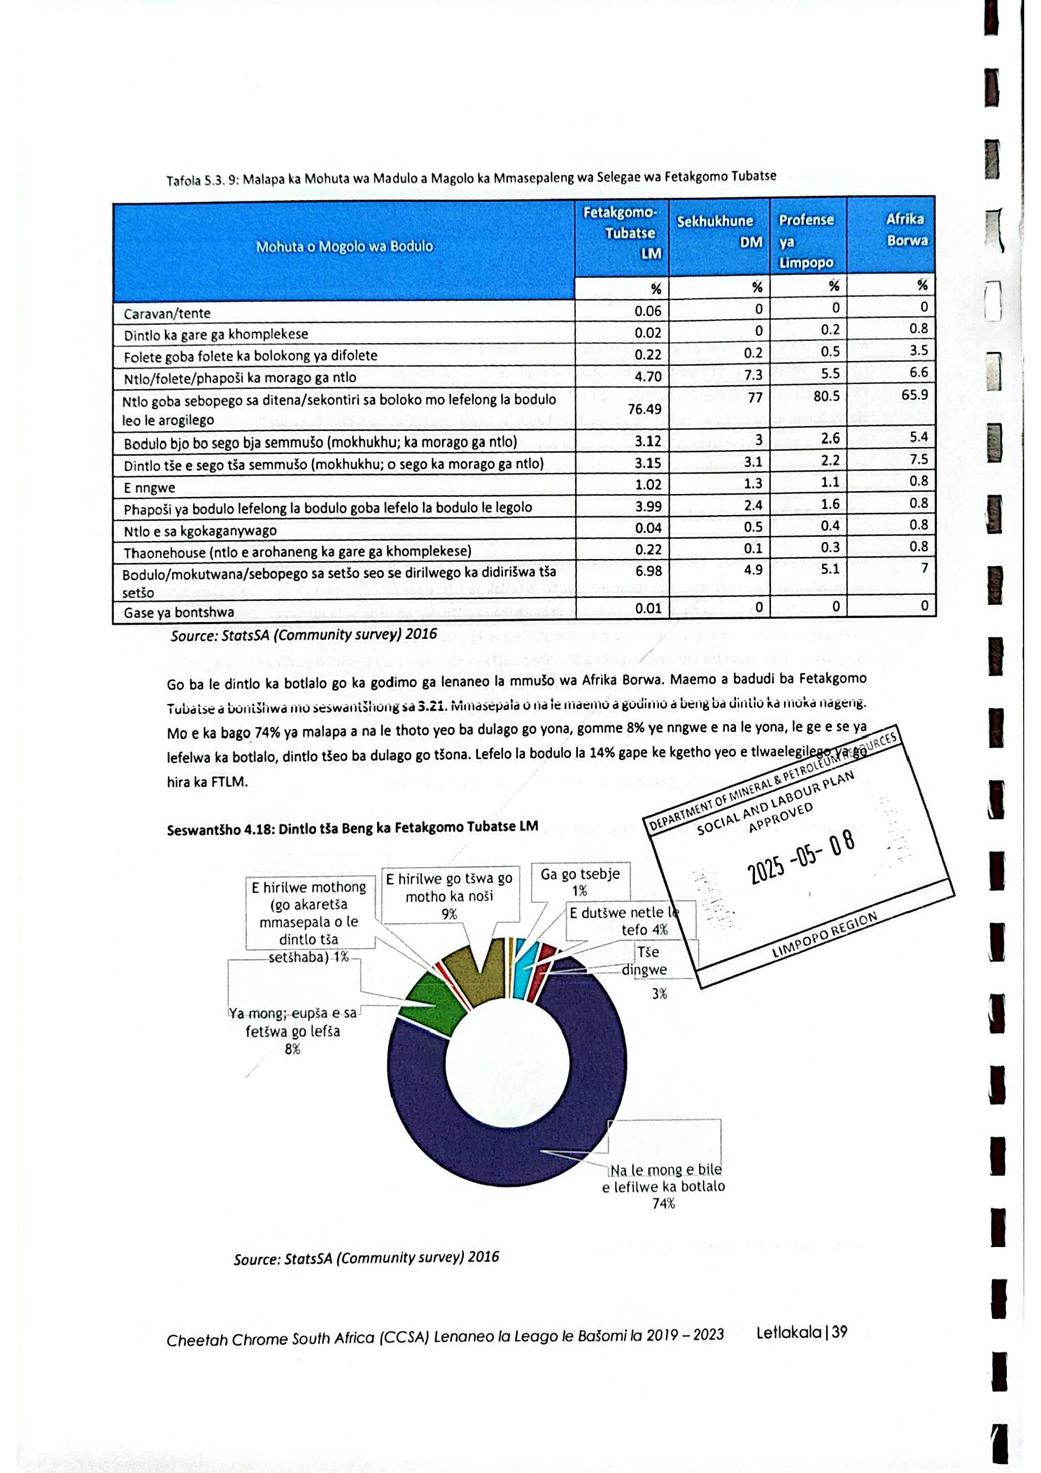 Tafola 5.3. 9: Malapa ka Mohuta wa Madulo a Magolo ka Mmasepaleng wa Selegae wa Fetakgomo Tubatse
Mohuta o Mogolo wa Bodulo Fetakgomo-Tubatse LM Sekhukhune DM Profense ya Limpopo Afrika Borwa
% % % %
Caravan/tente 0.06 0 0 0
Dintlo ka gare ga khomplekese 0.02 0 0.2 0.8
Folete goba folete ka bolokong ya difolete 0.22 0.2 0.5 3.5
Ntlo/folete/phapoši ka morago ga ntlo 4.70 7.3 5.5 6.6
Ntlo goba sebopego sa ditena/sekontiri sa boloko mo lefelong la bodulo
leo le arogilego 76.49 77 80.5 65.9
Bodulo bjo bo sego bja semmušo (mokhukhu; ka morago ga ntlo) 3.12 3 2.6 5.4
Dintlo tše e sego tša semmušo (mokhukhu; o sego ka morago ga ntlo) 3.15 3.1 2.2 7.5
E nngwe 1.02 1.3 1.1 0.8
Phapoši ya bodulo lefelong la bodulo goba lefelo la bodulo le legolo 3.99 2.4 1.6 0.8
Ntlo e sa kgokaganywago 0.04 0.5 0.4 0.8
Thaonehouse (ntlo e arohaneng ka gare ga khomplekese) 0.22 0.1 0.3 0.8
Bodulo/mokutwana/sebopego sa setšo seo se dirilwego ka didirišwa tša
setšo 6.98 4.9 5.1 7
Gase ya bontshwa 0.01 0 0 0
Source: StatsSA (Community survey) 2016
Go ba le dintlo ka botlalo go ka godimo ga lenaneo la mmušo wa Afrika Borwa. Maemo a badudi ba Fetakgomo
Tubatse a bontšhwa mo seswantšhong sa 3.21. Mmasepala o na le maemo a godimo a beng ba dintlo ka moka nageng.
Mo e ka bago 74% ya malapa a na le thoto yeo ba dulago go yona, gomme 8% ye nngwe e na le yona, le ge e se ya
lefelwa ka botlalo, dintlo tšeo ba dulago go tšona. Lefelo la bodulo la 14% gape ke kgetho yeo e tlwaelegilego ya go
hira ka FTLM.
DEPARTMENT OF MINERAL & PETROLEUM RESOURCES
SOCIAL AND LABOUR PLAN
APPROVED
2025 -05- 08
LIMPOPO REGION
Seswantšho 4.18: Dintlo tša Beng ka Fetakgomo Tubatse LM
E hirilwe mothong
(go akaretša
mmasepala o le
dintlo tša
setšhaba) 1%
E hirilwe go tšwa go
motho ka noši
9%
Ga go tsebje
1%
E dutšwe netle le
tefo 4%
Tše
dingwe
3%
Ya mong; eupša e sa
fetšwa go lefša
8%
Na le mong e bile
e lefilwe ka botlalo
74%
Source: StatsSA (Community survey) 2016
Cheetah Chrome South Africa (CCSA) Lenaneo la Leago le Bašomi la 2019 – 2023 Letlakala | 39